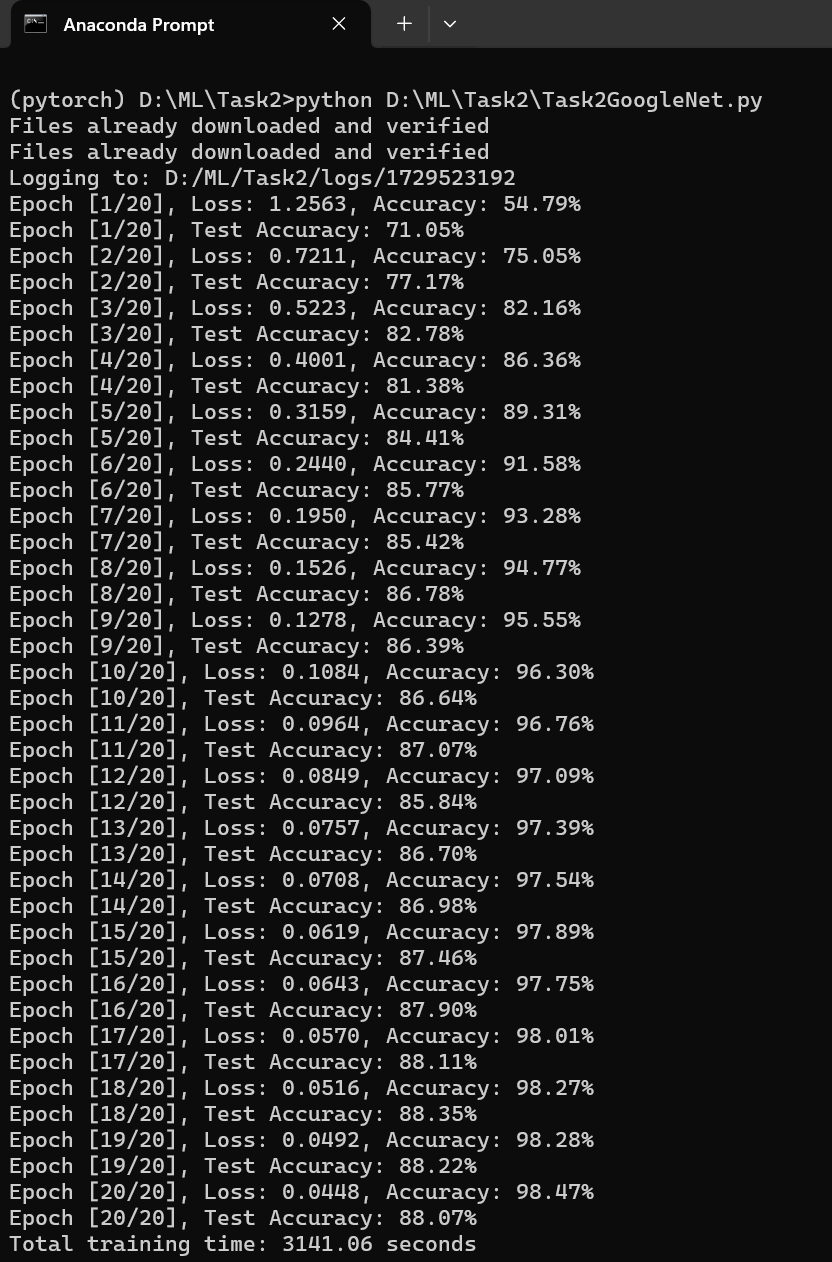 Anaconda Prompt
(pytorch) D:\ML\Task2>python D:\ML\Task2\Task2GoogleNet.py
Files already downloaded and verified
Files already downloaded and verified
Logging to: D:/ML/Task2/logs/1729523192
Epoch [1/20], Loss: 1.2563, Accuracy: 54.79%
Epoch [1/20], Test Accuracy: 71.05%
Epoch [2/20], Loss: 0.7211, Accuracy: 75.05%
Epoch [2/20], Test Accuracy: 77.17%
Epoch [3/20], Loss: 0.5223, Accuracy: 82.16%
Epoch [3/20], Test Accuracy: 82.78%
Epoch [4/20], Loss: 0.4001, Accuracy: 86.36%
Epoch [4/20], Test Accuracy: 81.38%
Epoch [5/20], Loss: 0.3159, Accuracy: 89.31%
Epoch [5/20], Test Accuracy: 84.41%
Epoch [6/20], Loss: 0.2440, Accuracy: 91.58%
Epoch [6/20], Test Accuracy: 85.77%
Epoch [7/20], Loss: 0.1950, Accuracy: 93.28%
Epoch [7/20], Test Accuracy: 85.42%
Epoch [8/20], Loss: 0.1526, Accuracy: 94.77%
Epoch [8/20], Test Accuracy: 86.78%
Epoch [9/20], Loss: 0.1278, Accuracy: 95.55%
Epoch [9/20], Test Accuracy: 86.39%
Epoch [10/20], Loss: 0.1084, Accuracy: 96.30%
Epoch [10/20], Test Accuracy: 86.64%
Epoch [11/20], Loss: 0.0964, Accuracy: 96.76%
Epoch [11/20], Test Accuracy: 87.07%
Epoch [12/20], Loss: 0.0849, Accuracy: 97.09%
Epoch [12/20], Test Accuracy: 85.84%
Epoch [13/20], Loss: 0.0757, Accuracy: 97.39%
Epoch [13/20], Test Accuracy: 86.70%
Epoch [14/20], Loss: 0.0708, Accuracy: 97.54%
Epoch [14/20], Test Accuracy: 86.98%
Epoch [15/20], Loss: 0.0619, Accuracy: 97.89%
Epoch [15/20], Test Accuracy: 87.46%
Epoch [16/20], Loss: 0.0643, Accuracy: 97.75%
Epoch [16/20], Test Accuracy: 87.90%
Epoch [17/20], Loss: 0.0570, Accuracy: 98.01%
Epoch [17/20], Test Accuracy: 88.11%
Epoch [18/20], Loss: 0.0516, Accuracy: 98.27%
Epoch [18/20], Test Accuracy: 88.35%
Epoch [19/20], Loss: 0.0492, Accuracy: 98.28%
Epoch [19/20], Test Accuracy: 88.22%
Epoch [20/20], Loss: 0.0448, Accuracy: 98.47%
Epoch [20/20], Test Accuracy: 88.07%
Total training time: 3141.06 seconds